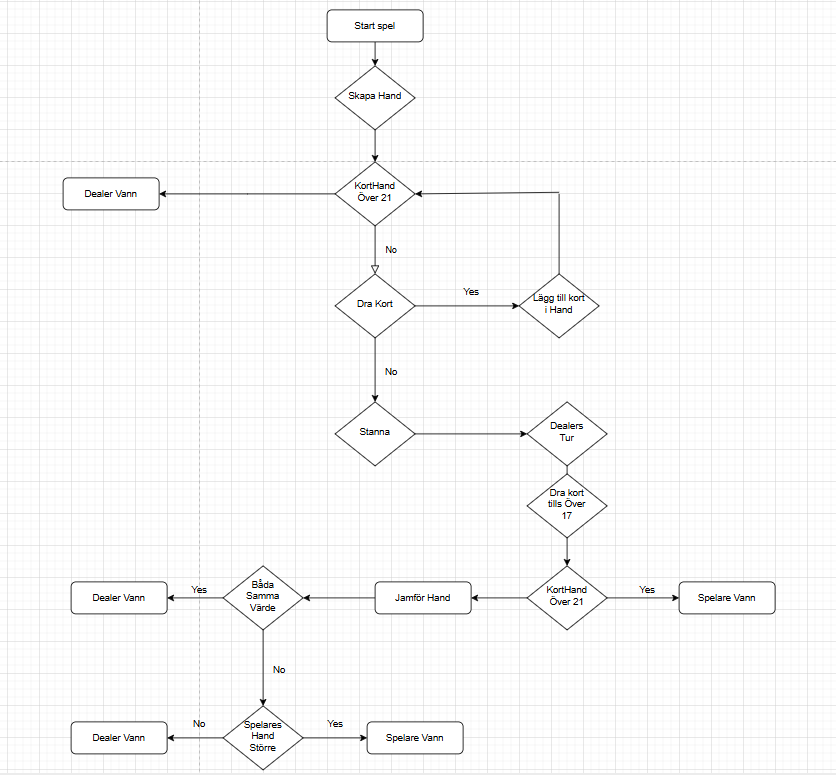 Start spel
Skapa Hand
KortHand
Över 21
Dealer Vann
No
Dra Kort
Yes
Lägg till kort
i Hand
No
Stanna
Dealers
Tur
Dra kort
tills Över
17
KortHand
Över 21
Yes
Spelare Vann
Jamför Hand
Båda
Samma
Värde
Yes
Dealer Vann
No
Spelares
Hand
Större
No
Dealer Vann
Yes
Spelare Vann